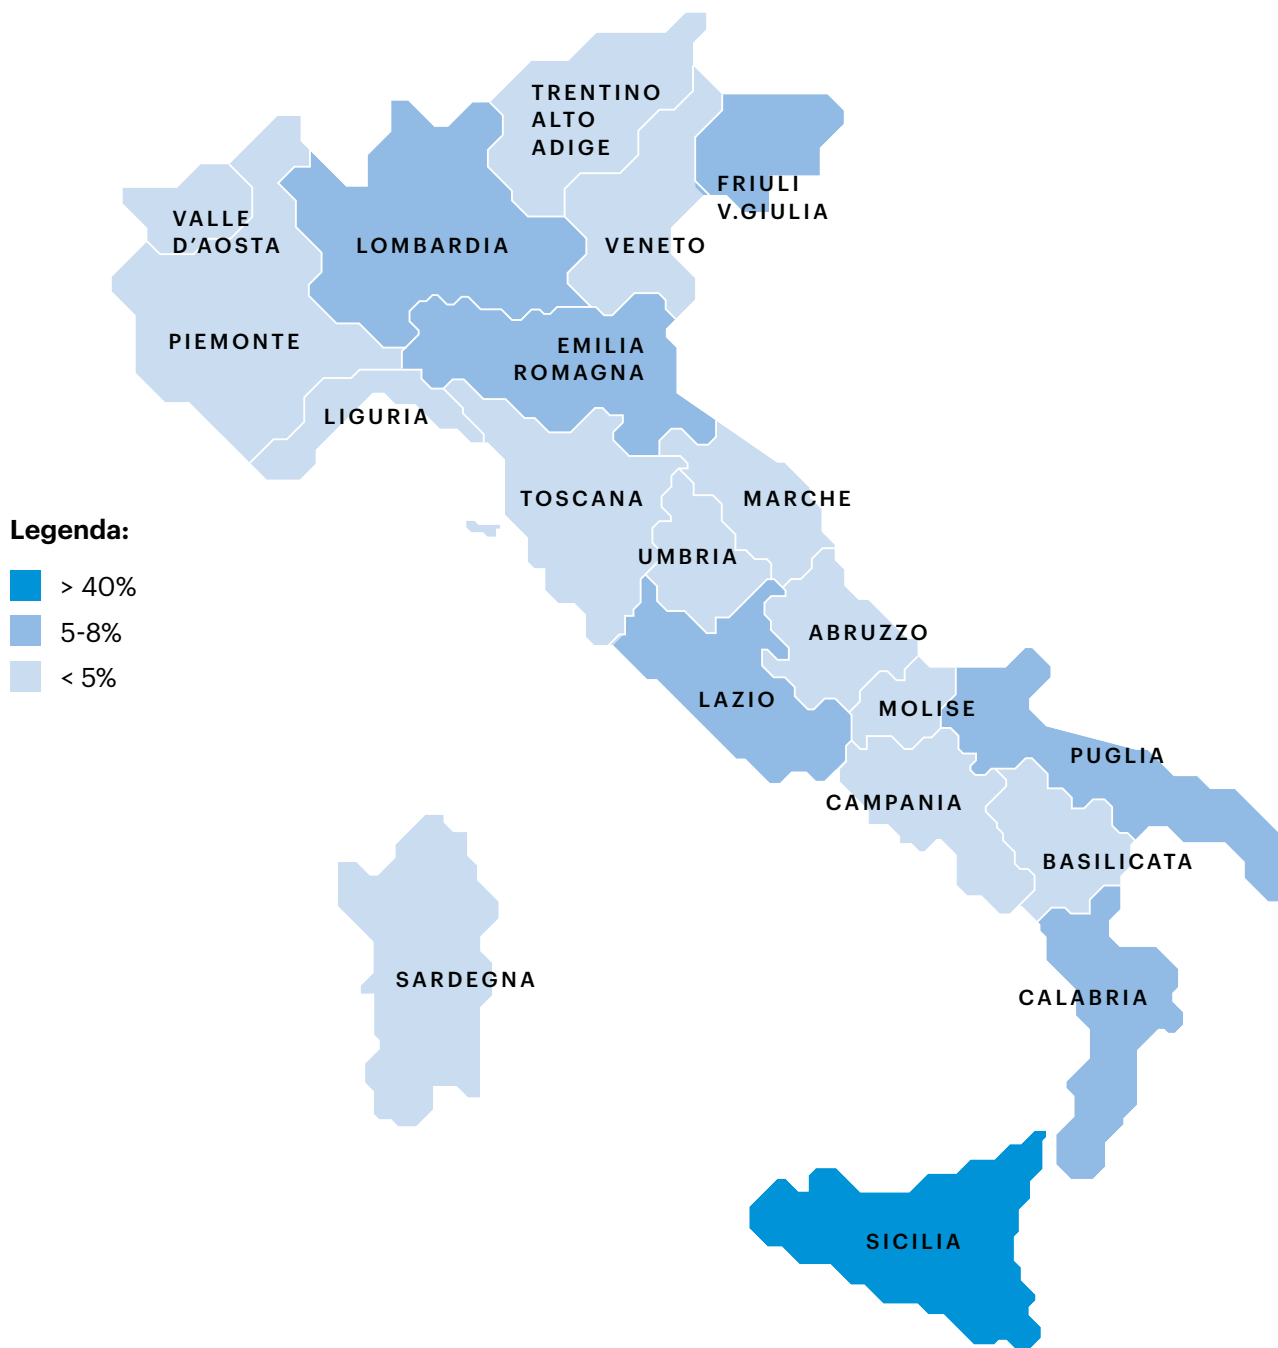 TRENTINO
ALTO
ADIGE
FRIULI
V.GIULIA
VALLE
D’AOSTA
LOMBARDIA
VENETO
PIEMONTE
EMILIA
ROMAGNA
LIGURIA
TOSCANA
MARCHE
Legenda:
> 40%
5-8%
< 5%
UMBRIA
ABRUZZO
LAZIO
MOLISE
PUGLIA
CAMPANIA
BASILICATA
SARDEGNA
CALABRIA
SICILIA